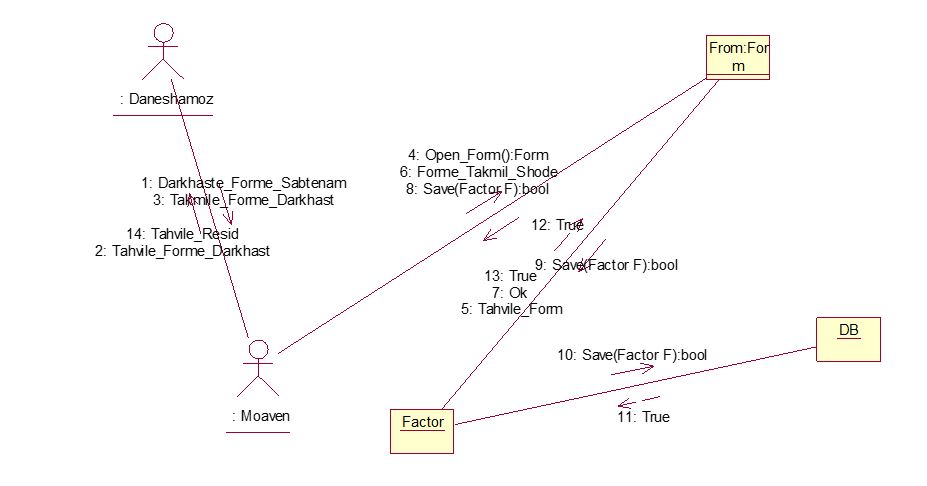 From:For
m
: Daneshamoz
4: Open_Form():Form
6: Forme_Takmil_Shode
8: Save(Factor F):bool
1: Darkhaste_Forme_Sabtenam
3: Takmile_Forme_Darkhast
12: True
14: Tahvile_Resid
2: Tahvile_Forme_Darkhast
9: Save(Factor F):bool
13: True
7: Ok
5: Tahvile_Form
DB
10: Save(Factor F):bool
: Moaven
Factor
11: True